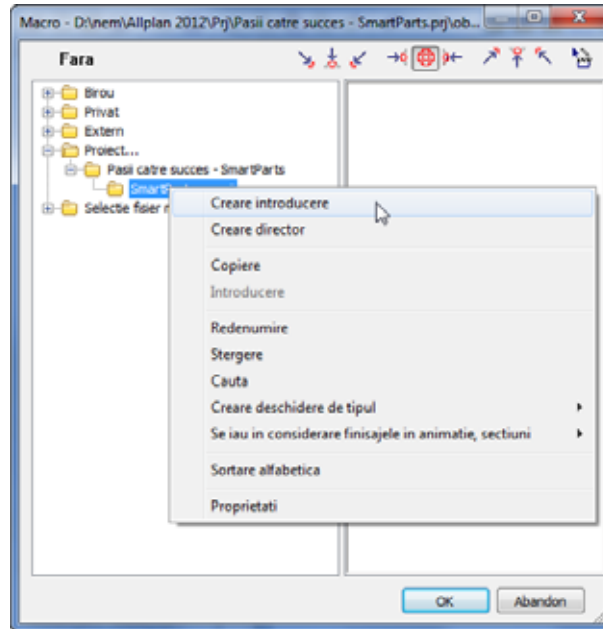 Macro - D:\nem\Allplan 2012\Prj\Pasii catre succes - SmartParts.prj\ob...
Fara
Birou
Privat
Extern
Proiect...
Pasii catre succes - SmartParts
Selectie fisier
Creare introducere
Creare director
Copiere
Introducere
Redenumire
Stergere
Cauta
Creare deschidere de tipul
Se iau in considerare finisajele in animatie, sectiuni
Sortare alfabetica
Proprietati
OK
Abandon